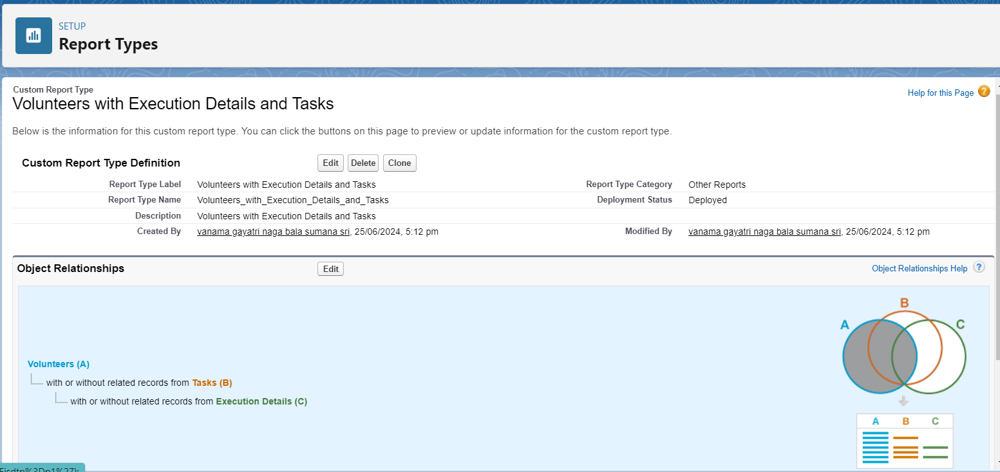 SETUP
Report Types
Custom Report Type
Volunteers with Execution Details and Tasks
Help for this Page ?
Below is the information for this custom report type. You can click the buttons on this page to preview or update information for the custom report type.
Custom Report Type Definition Edit Delete Clone
Report Type Label Volunteers with Execution Details and Tasks Report Type Category Other Reports
Report Type Name Volunteers_with_Execution_Details_and_Tasks Deployment Status Deployed
Description Volunteers with Execution Details and Tasks
Created By vanama gayatri naga bala sumana sri, 25/06/2024, 5:12 pm Modified By vanama gayatri naga bala sumana sri, 25/06/2024, 5:12 pm
Object Relationships Edit Object Relationships Help ?
B
A C
Volunteers (A)
with or without related records from Tasks (B)
with or without related records from Execution Details (C)
A B C